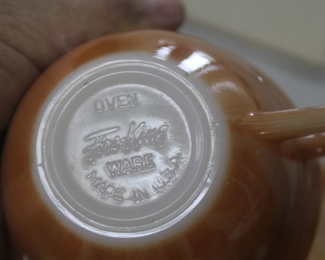 OVEN
Fire-King
WARE
MADE IN U.S.A.